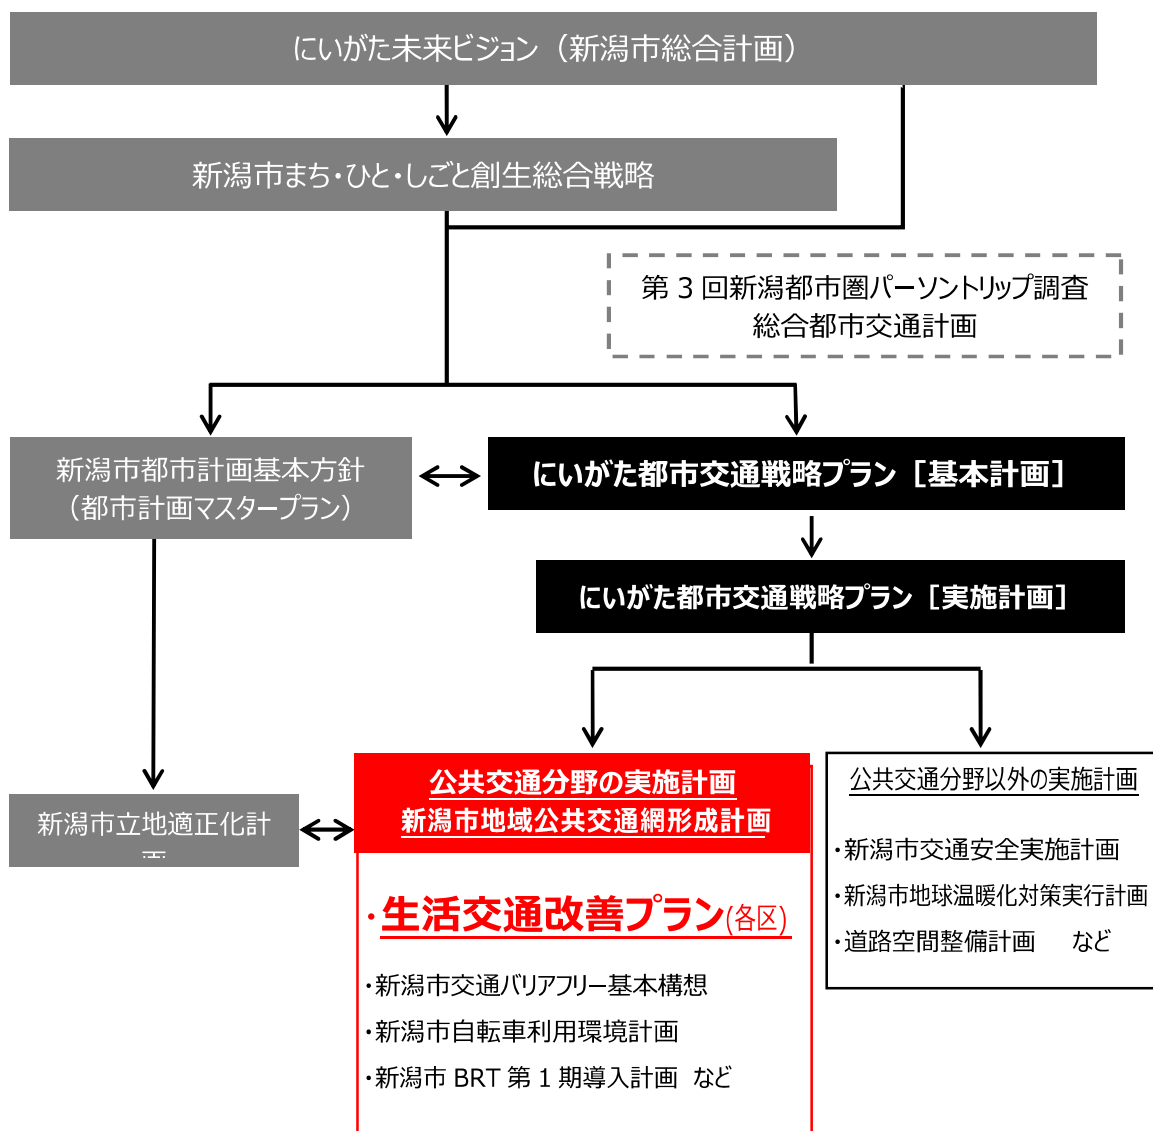 にいがた未来ビジョン（新潟市総合計画）
新潟市まち・ひと・しごと創生総合戦略
第 3 回新潟都市圏パーソントリップ調査
総合都市交通計画
新潟市都市計画基本方針
（都市計画マスタープラン）
にいがた都市交通戦略プラン［基本計画］
にいがた都市交通戦略プラン［実施計画］
新潟市立地適正化計
画
公共交通分野の実施計画
新潟市地域公共交通網形成計画
・生活交通改善プラン(各区)
・新潟市交通バリアフリー基本構想
・新潟市自転車利用環境計画
・新潟市 BRT 第 1 期導入計画 など
公共交通分野以外の実施計画
・新潟市交通安全実施計画
・新潟市地球温暖化対策実行計画
・道路空間整備計画 など